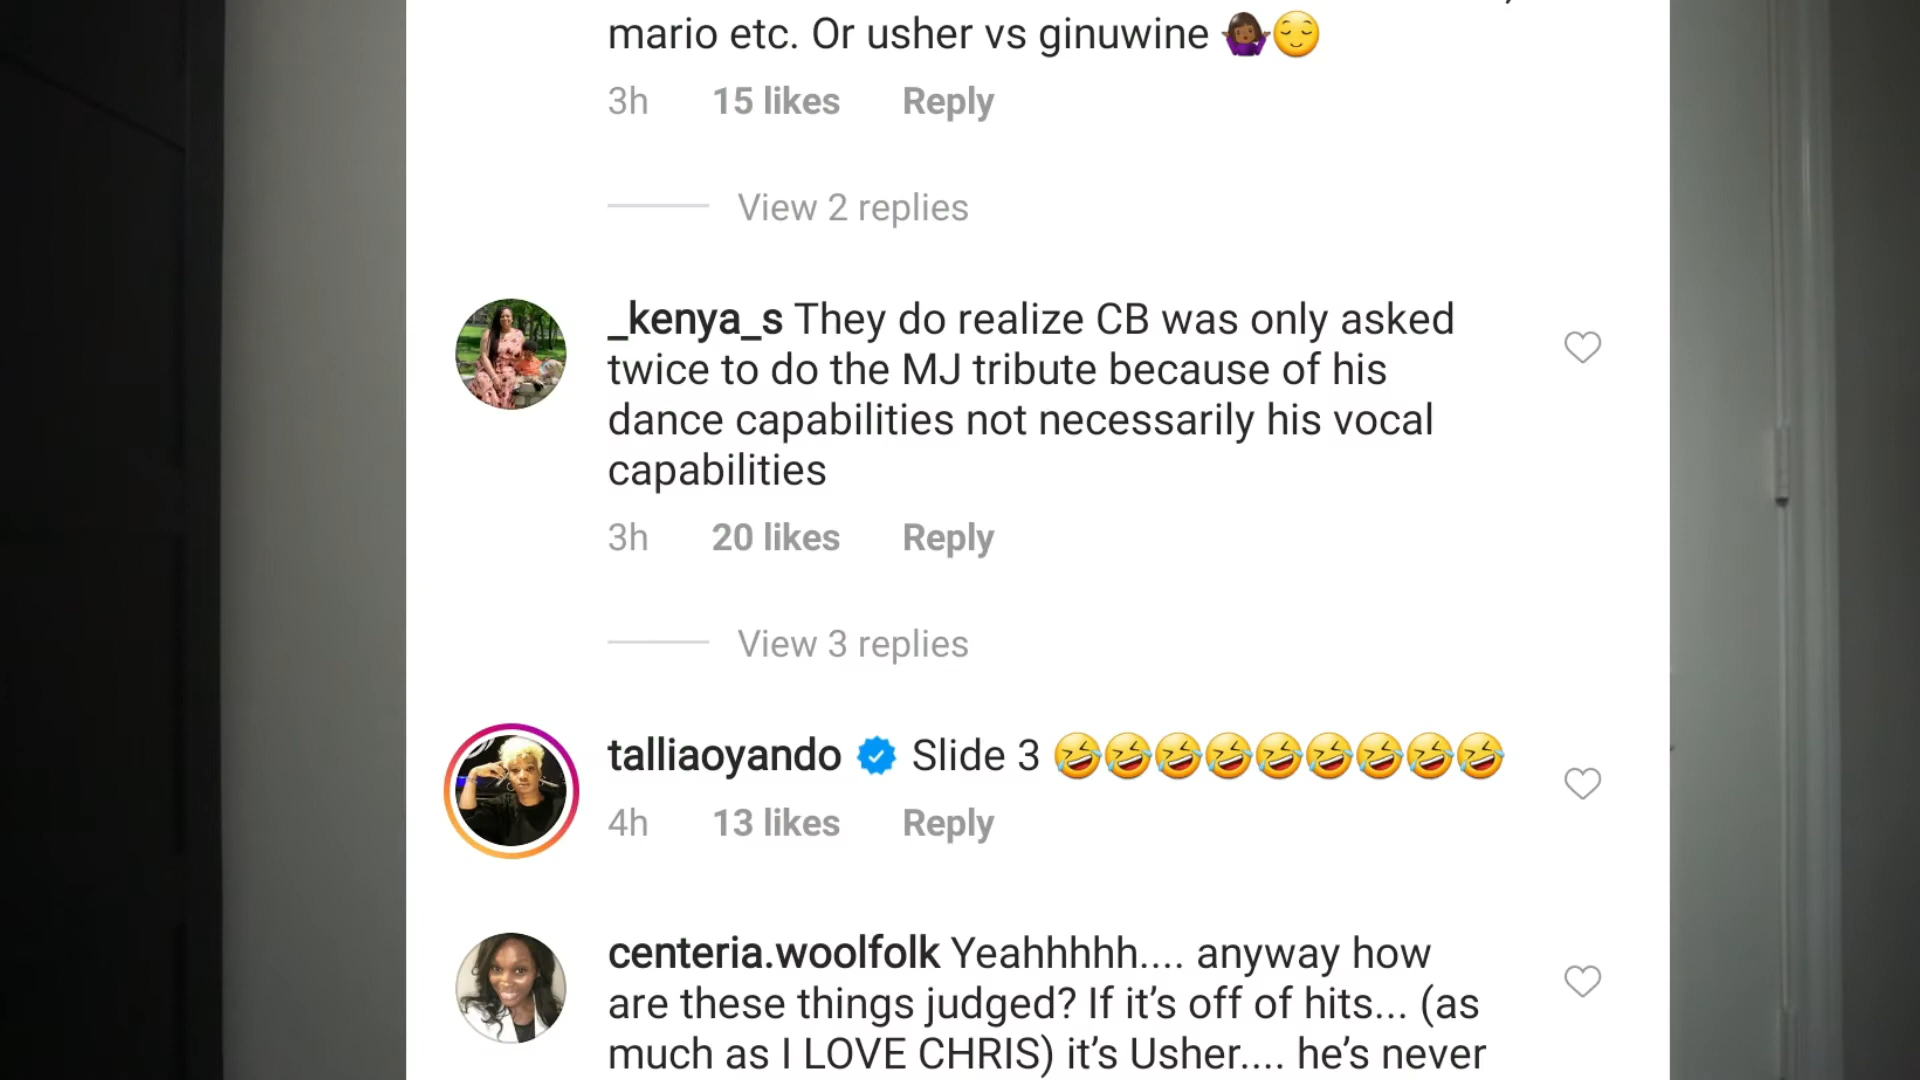 mario etc. Or usher vs ginuwine 🤷🏾‍♀️😌
3h 15 likes Reply
View 2 replies
_kenya_s They do realize CB was only asked
twice to do the MJ tribute because of his
dance capabilities not necessarily his vocal
capabilities
3h 20 likes Reply
View 3 replies
talliaoyando Slide 3 🤣🤣🤣🤣🤣🤣🤣🤣🤣
4h 13 likes Reply
centeria.woolfolk Yeahhhhh.... anyway how
are these things judged? If it’s off of hits... (as
much as I LOVE CHRIS) it’s Usher.... he’s never